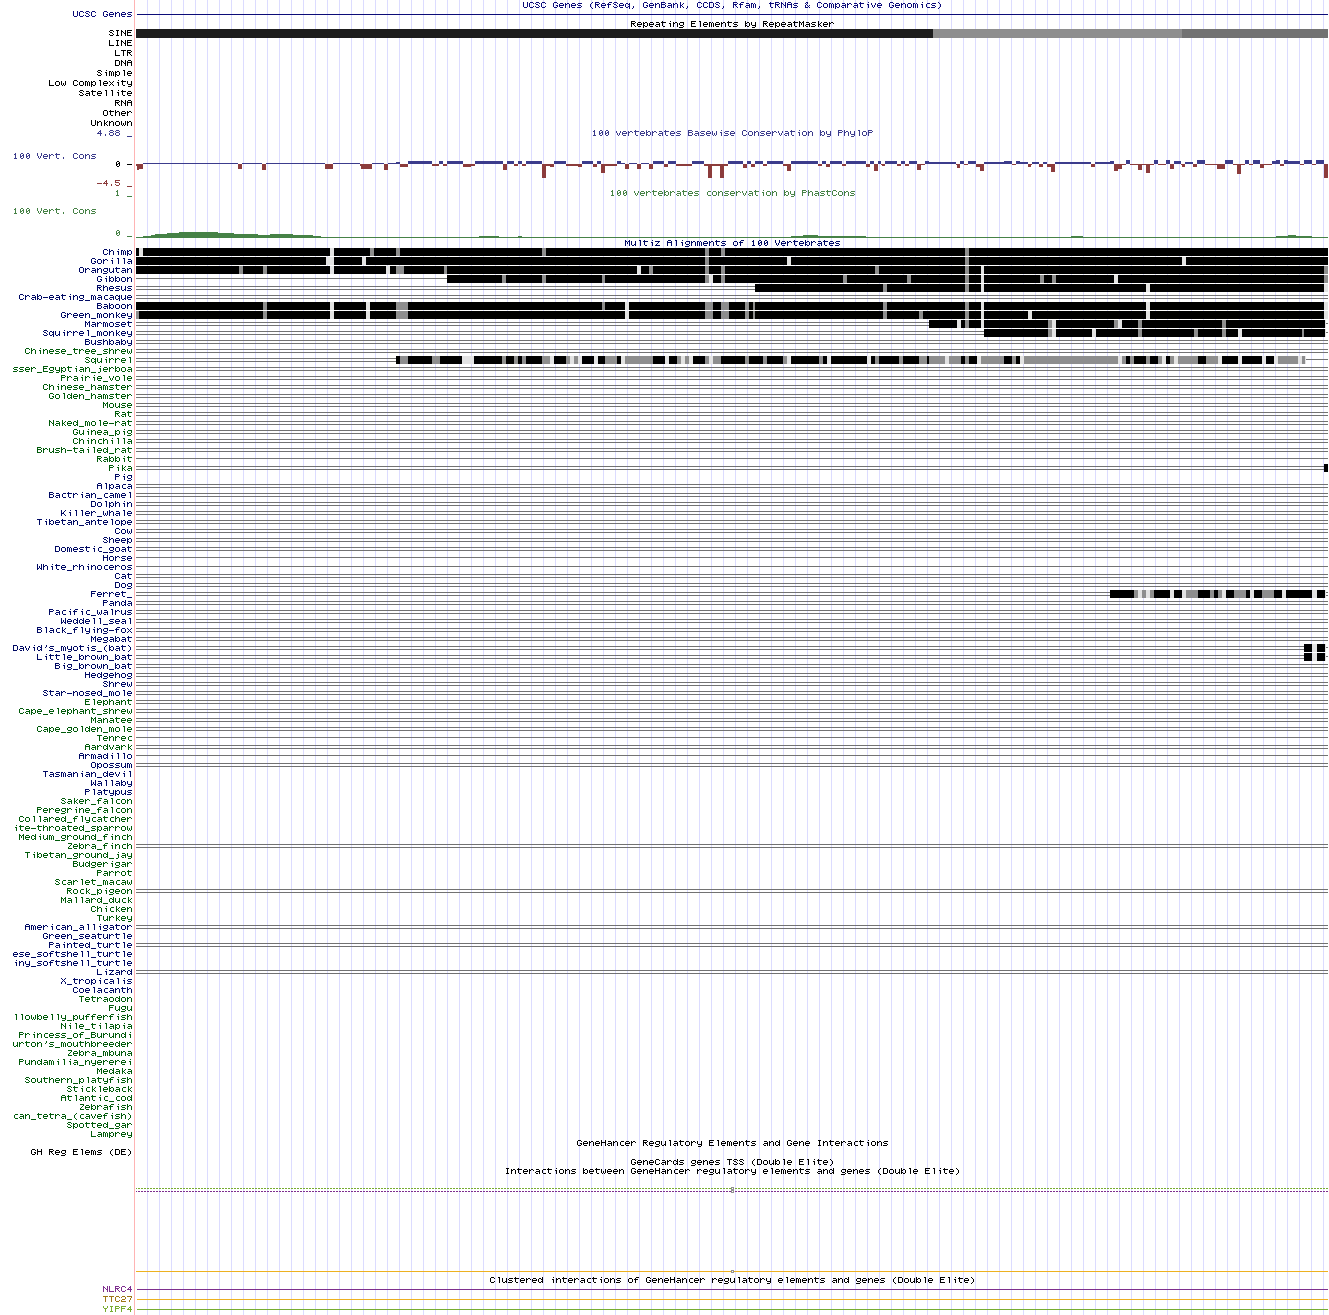 UCSC Genes (RefSeq, GenBank, CCDS, Rfam, tRNAs & Comparative Genomics)
UCSC Genes
Repeating Elements by RepeatMasker
SINE
LINE
LTR
DNA
Simple
Low Complexity
Satellite
RNA
Other
Unknown
4.88 _
100 vertebrates Basewise Conservation by PhyloP
100 Vert. Cons
0 -
-4.5 _
1 _
100 vertebrates conservation by PhastCons
100 Vert. Cons
0 _
Multiz Alignments of 100 Vertebrates
Chimp
Gorilla
Orangutan
Gibbon
Rhesus
Crab-eating_macaque
Baboon
Green_monkey
Marmoset
Squirrel_monkey
Bushbaby
Chinese_tree_shrew
Squirrel
sser_Egyptian_jerboa
Prairie_vole
Chinese_hamster
Golden_hamster
Mouse
Rat
Naked_mole-rat
Guinea_pig
Chinchilla
Brush-tailed_rat
Rabbit
Pika
Pig
Alpaca
Bactrian_camel
Dolphin
Killer_whale
Tibetan_antelope
Cow
Sheep
Domestic_goat
Horse
White_rhinoceros
Cat
Dog
Ferret_
Panda
Pacific_walrus
Weddell_seal
Black_flying-fox
Megabat
David's_myotis_(bat)
Little_brown_bat
Big_brown_bat
Hedgehog
Shrew
Star-nosed_mole
Elephant
Cape_elephant_shrew
Manatee
Cape_golden_mole
Tenrec
Aardvark
Armadillo
Opossum
Tasmanian_devil
Wallaby
Platypus
Saker_falcon
Peregrine_falcon
Collared_flycatcher
ite-throated_sparrow
Medium_ground_finch
Zebra_finch
Tibetan_ground_jay
Budgerigar
Parrot
Scarlet_macaw
Rock_pigeon
Mallard_duck
Chicken
Turkey
American_alligator
Green_seaturtle
Painted_turtle
ese_softshell_turtle
iny_softshell_turtle
Lizard
X_tropicalis
Coelacanth
Tetraodon
Fugu
llowbelly_pufferfish
Nile_tilapia
Princess_of_Burundi
urton's_mouthbreeder
Zebra_mbuna
Pundamilia_nyererei
Medaka
Southern_platyfish
Stickleback
Atlantic_cod
Zebrafish
can_tetra_(cavefish)
Spotted_gar
Lamprey
GeneHancer Regulatory Elements and Gene Interactions
GH Reg Elems (DE)
GeneCards genes TSS (Double Elite)
Interactions between GeneHancer regulatory elements and genes (Double Elite)
Clustered interactions of GeneHancer regulatory elements and genes (Double Elite)
NLRC4
TTC27
YIPF4